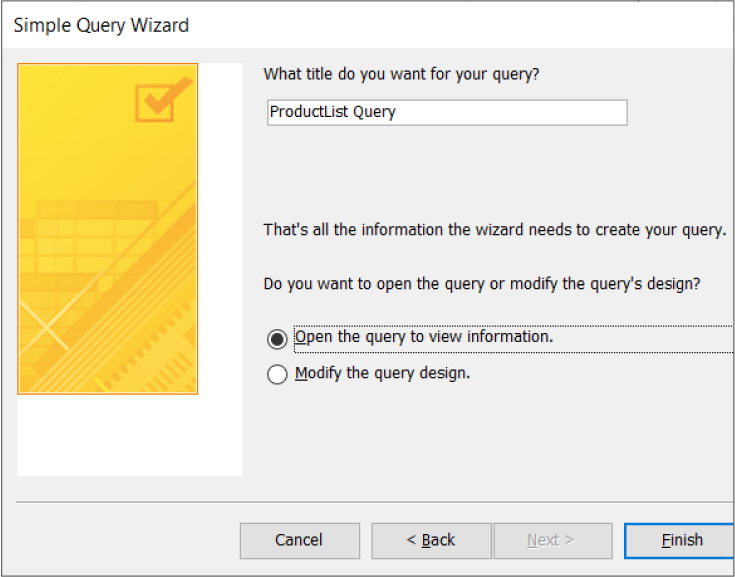 Simple Query Wizard
What title do you want for your query?
ProductList Query
That's all the information the wizard needs to create your query.
Do you want to open the query or modify the query's design?
Open the query to view information.
Modify the query design.
Cancel
< Back
Next >
Finish